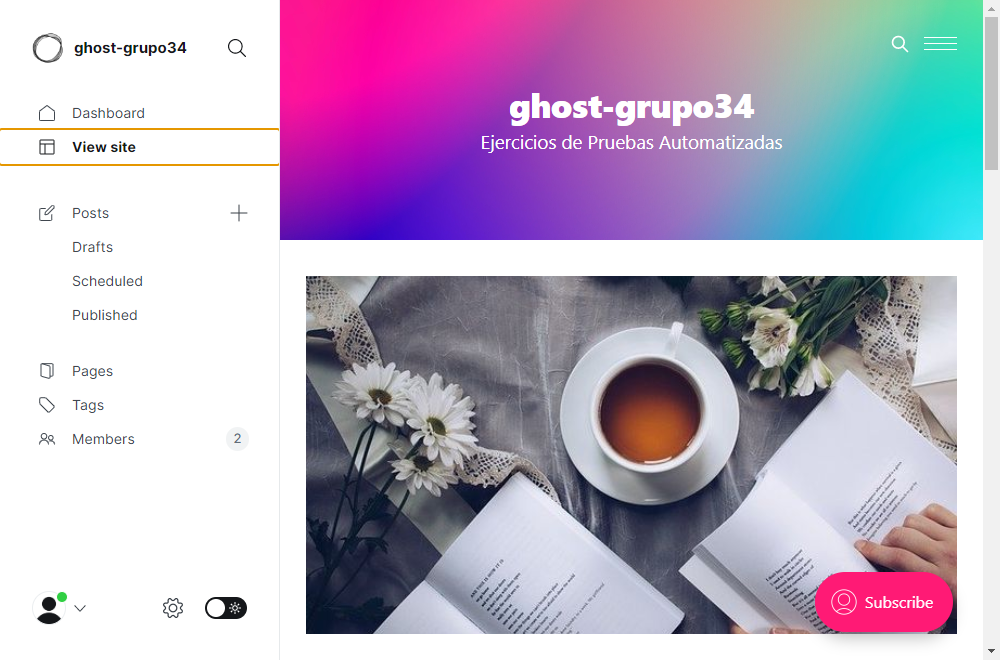 ghost-grupo34
Dashboard
View site
Posts
Drafts
Scheduled
Published
Pages
Tags
Members
2
ghost-grupo34
Ejercicios de Pruebas Automatizadas
Subscribe